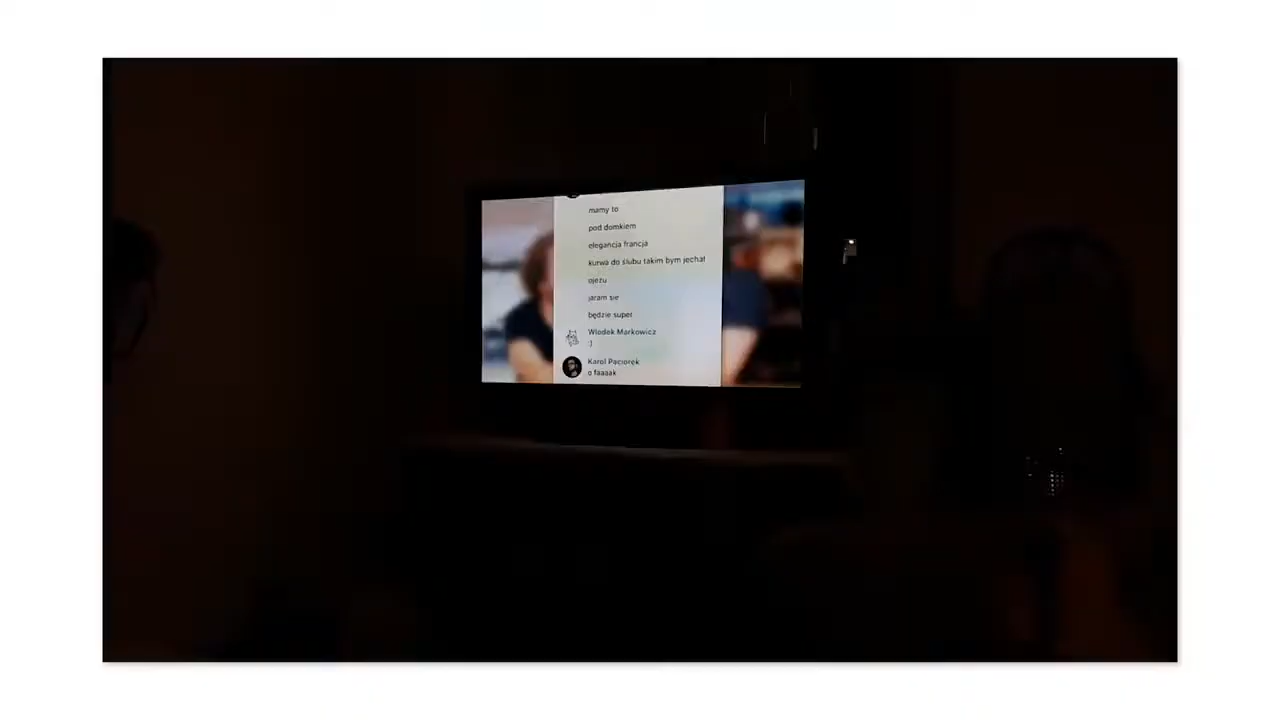 mamy to
pod domkiem
elegancja francja
kurwa do ślubu takim bym jechał
ojezu
jaram sie
będzie super
Włodek Markowicz
:)
Karol Paciorek
o faaaak